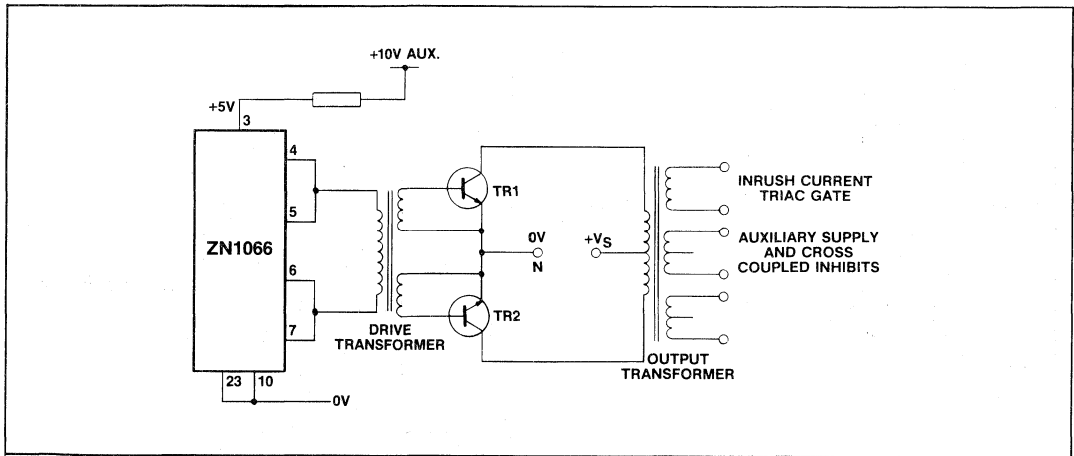 +10V AUX.
+5V
3
4
5
ZN1066
6
7
23 10
0V
DRIVE
TRANSFORMER
TR1
TR2
0V
N
+VS
OUTPUT
TRANSFORMER
INRUSH CURRENT
TRIAC GATE
AUXILIARY SUPPLY
AND CROSS
COUPLED INHIBITS